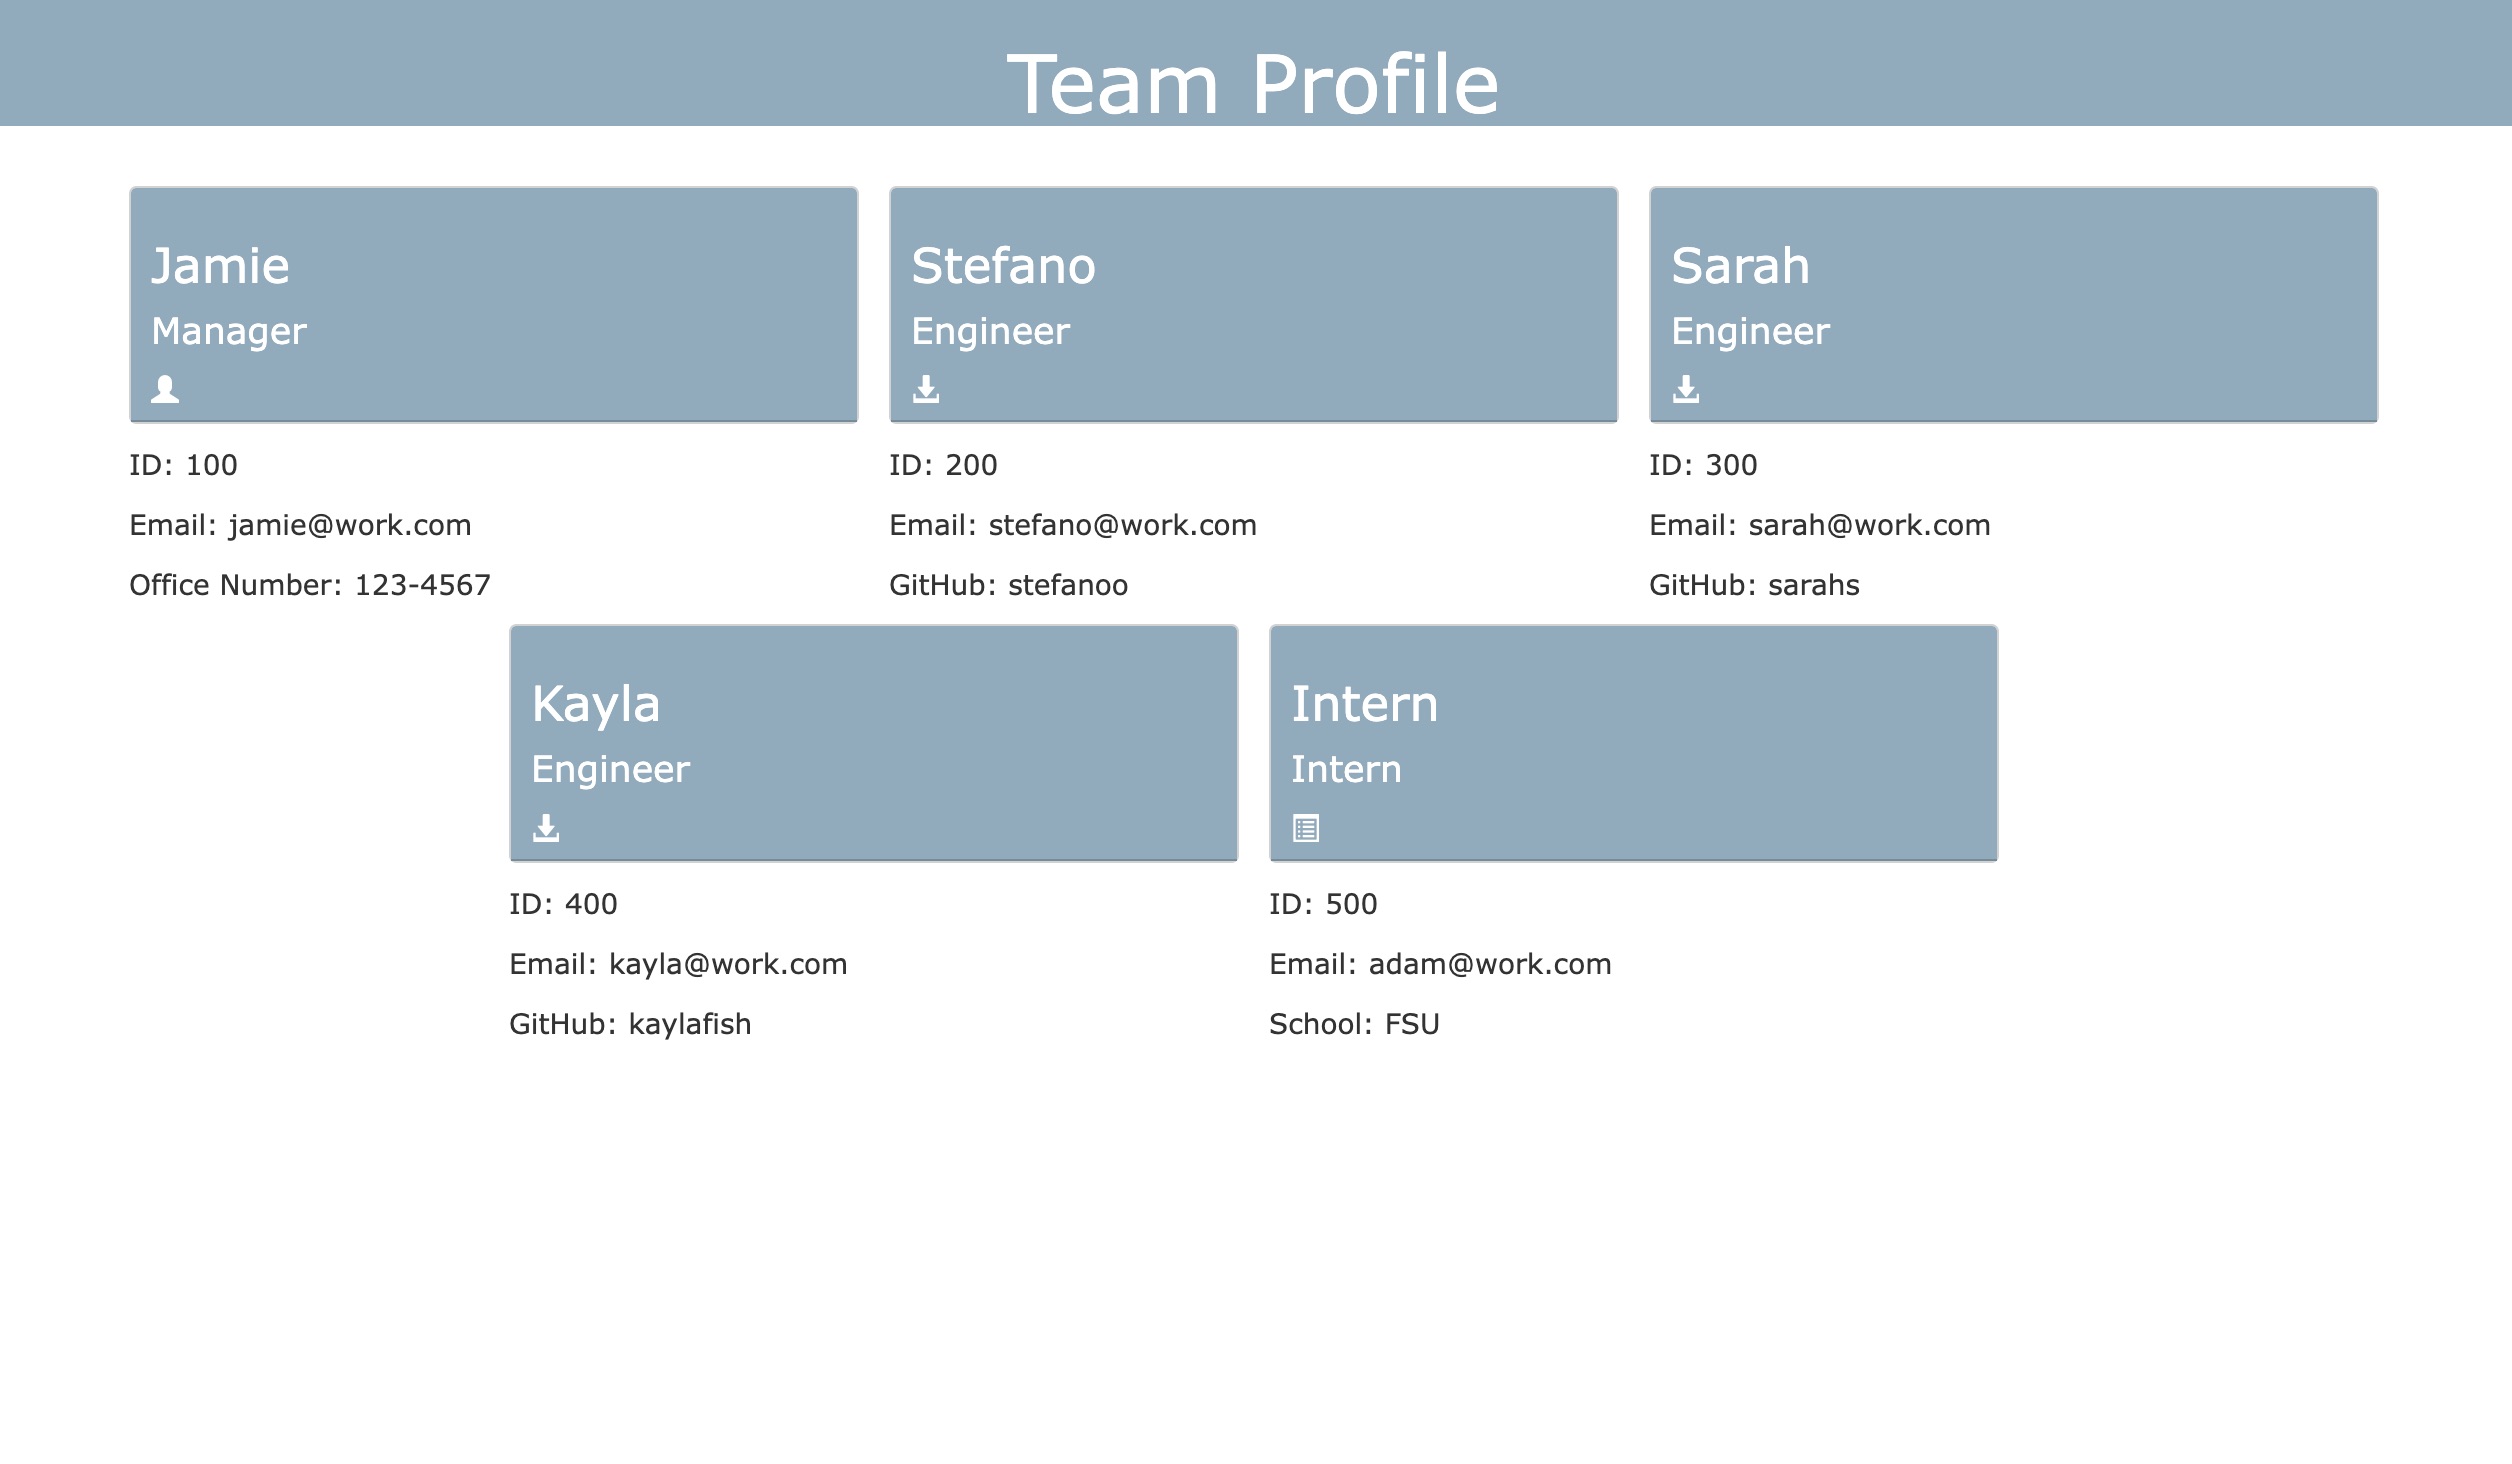 Team Profile
Jamie
Manager
ID: 100
Email: jamie@work.com
Office Number: 123-4567
Stefano
Engineer
ID: 200
Email: stefano@work.com
GitHub: stefanoo
Sarah
Engineer
ID: 300
Email: sarah@work.com
GitHub: sarahs
Kayla
Engineer
ID: 400
Email: kayla@work.com
GitHub: kaylafish
Intern
Intern
ID: 500
Email: adam@work.com
School: FSU